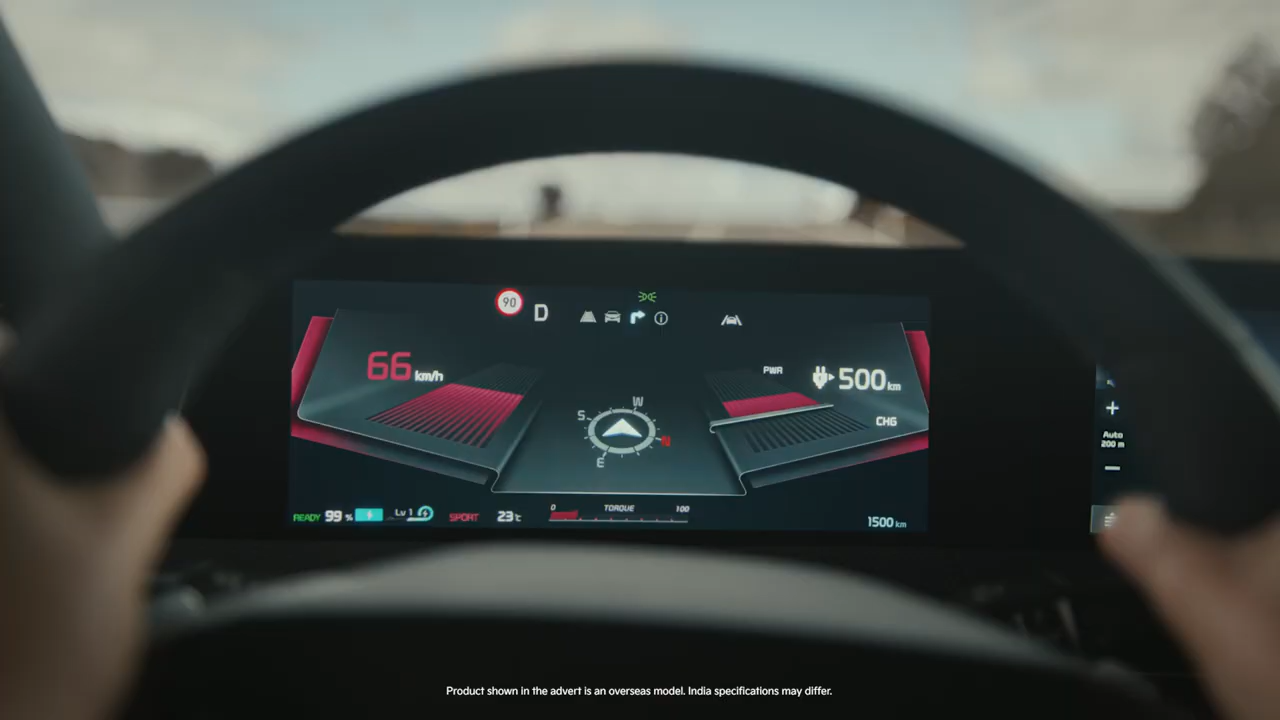 90 D
66 km/h
PWR
500 km
CHG
W
S
E
READY 99 % Lv 1 SPORT 23℃
0 TORQUE 100
1500 km
+
Auto
200 m
Product shown in the advert is an overseas model. India specifications may differ.